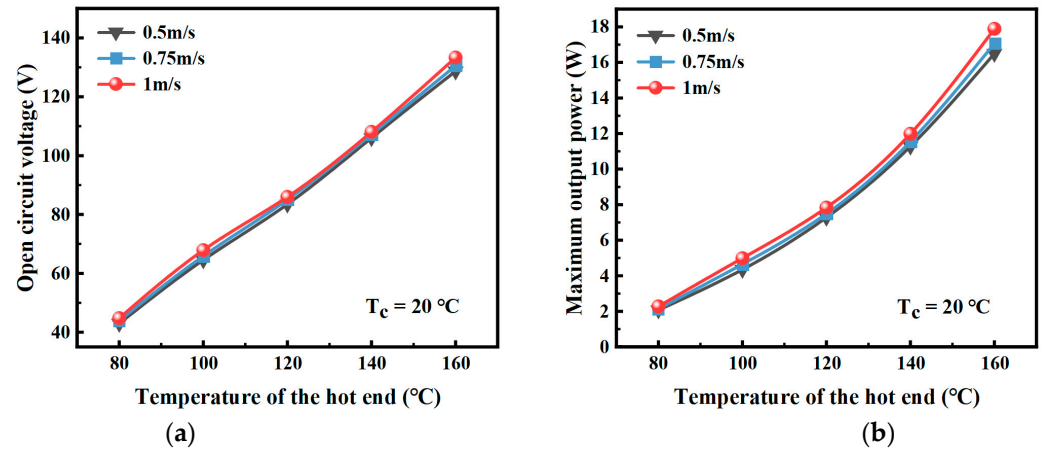 Open circuit voltage (V)
140
120
100
80
60
40
0.5m/s
0.75m/s
1m/s
Tc = 20 ℃
80 100 120 140 160
Temperature of the hot end (℃)
(a)
Maximum output power (W)
18
16
14
12
10
8
6
4
2
0
0.5m/s
0.75m/s
1m/s
Tc = 20 ℃
80 100 120 140 160
Temperature of the hot end (℃)
(b)